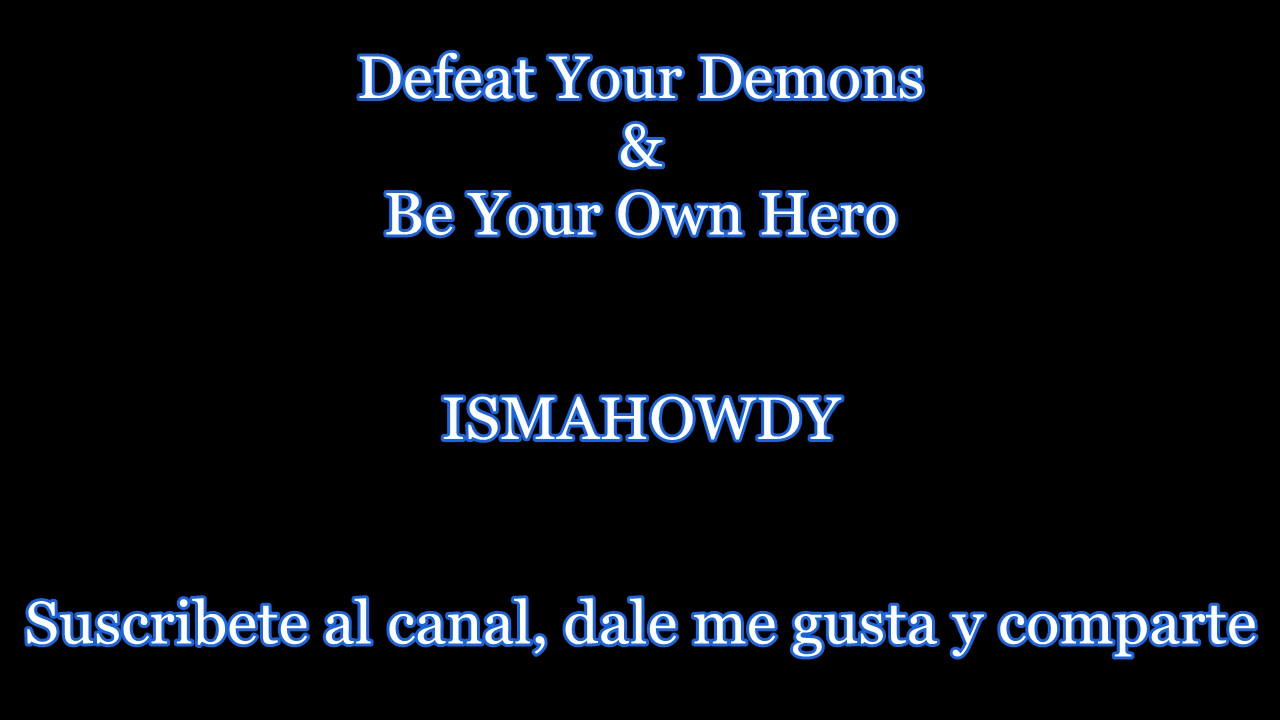 Defeat Your Demons
&
Be Your Own Hero
ISMAHOWDY
Suscribete al canal, dale me gusta y comparte